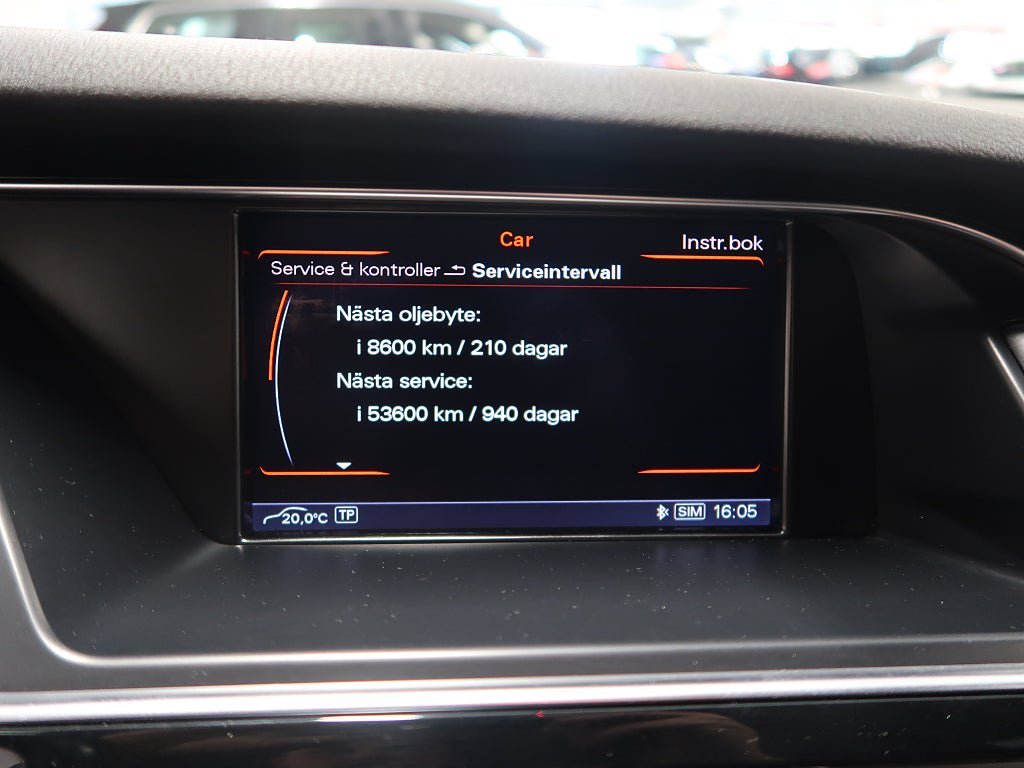 Car
Instr.bok
Service & kontroller Serviceintervall
Nästa oljebyte:
i 8600 km / 210 dagar
Nästa service:
i 53600 km / 940 dagar
20,0°C TP SIM 16:05